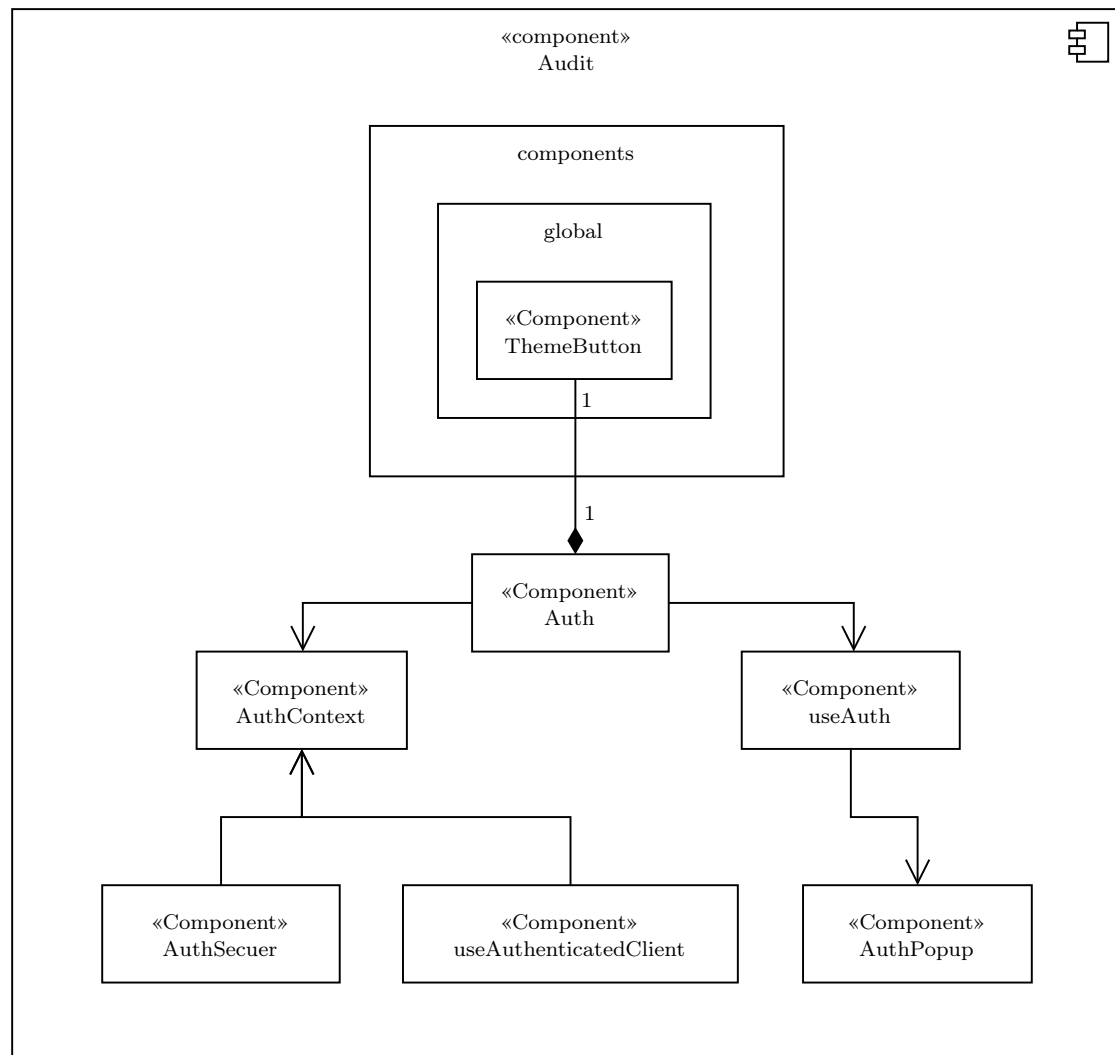 «component»
Audit
components
global
«Component»
ThemeButton
1
1
«Component»
Auth
«Component»
AuthContext
«Component»
useAuth
«Component»
AuthSecuer
«Component»
useAuthenticatedClient
«Component»
AuthPopup